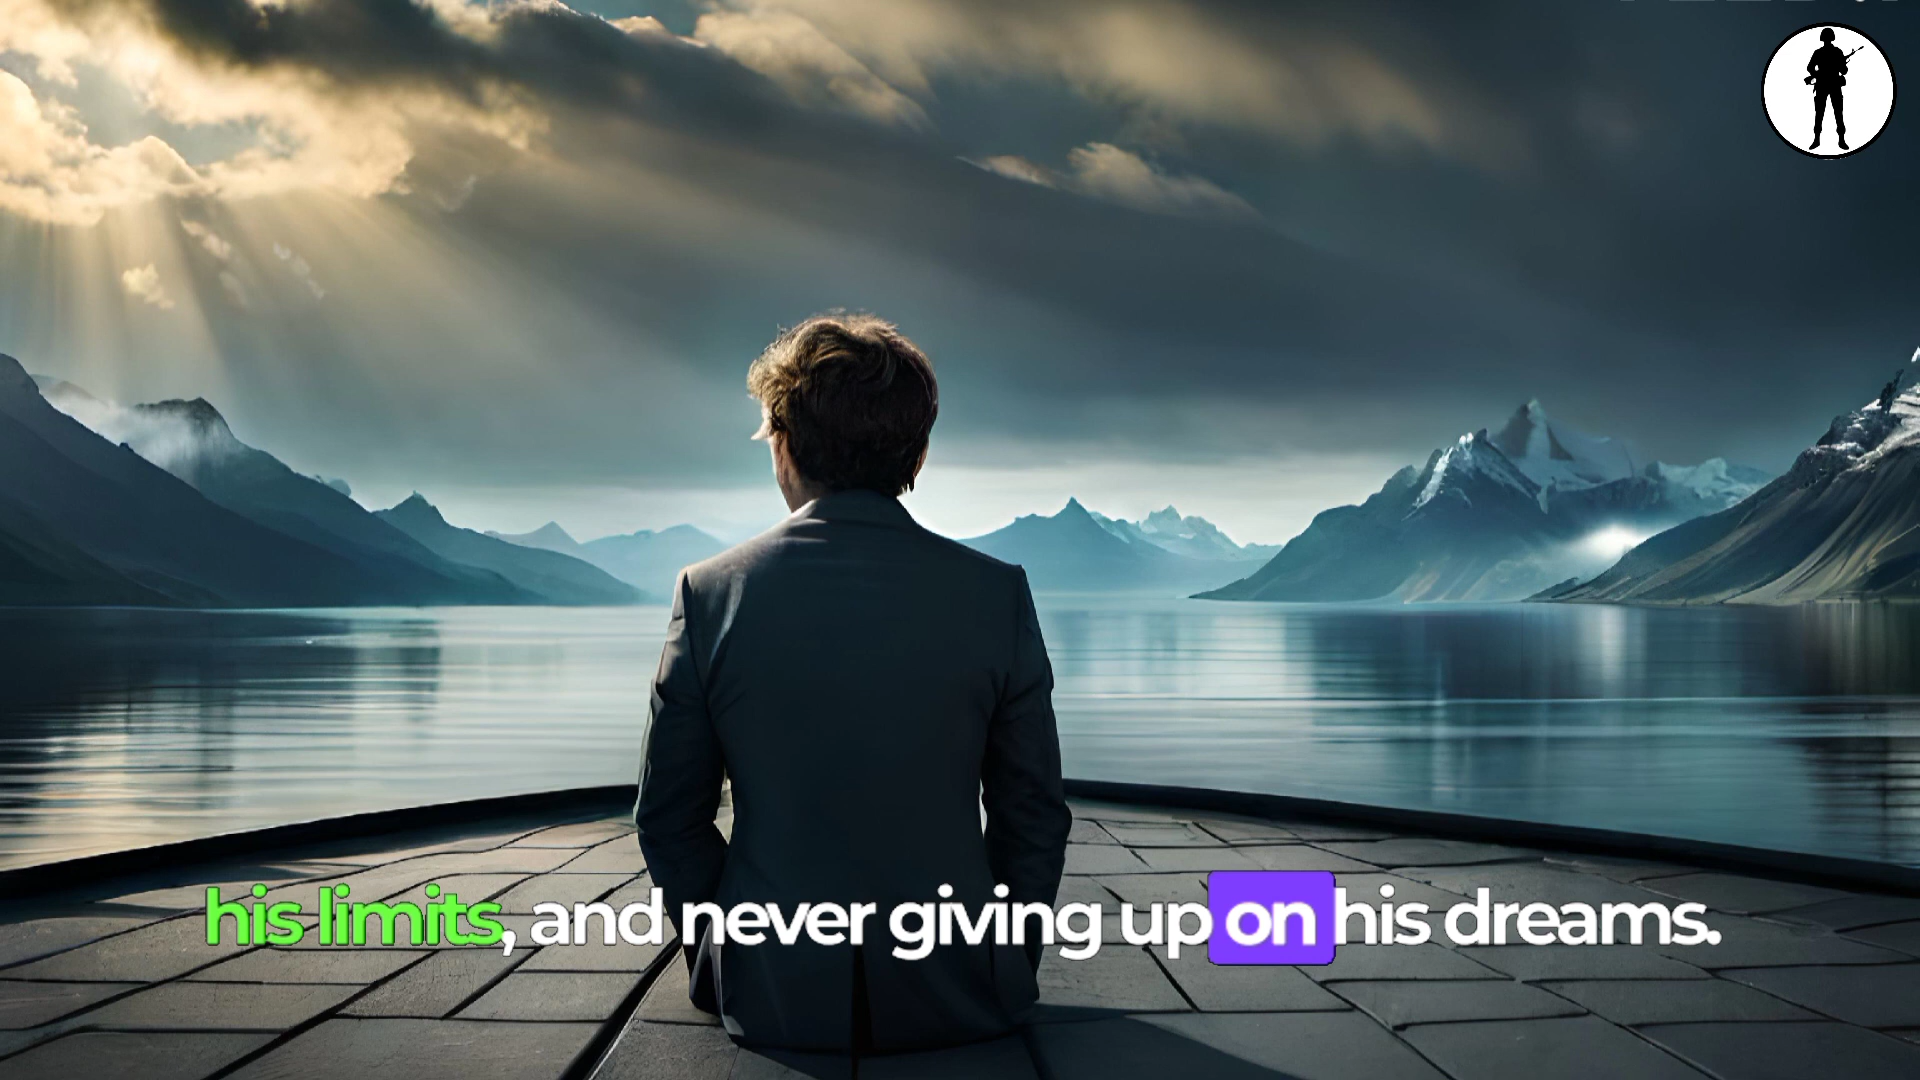 his limits, and never giving up on his dreams.